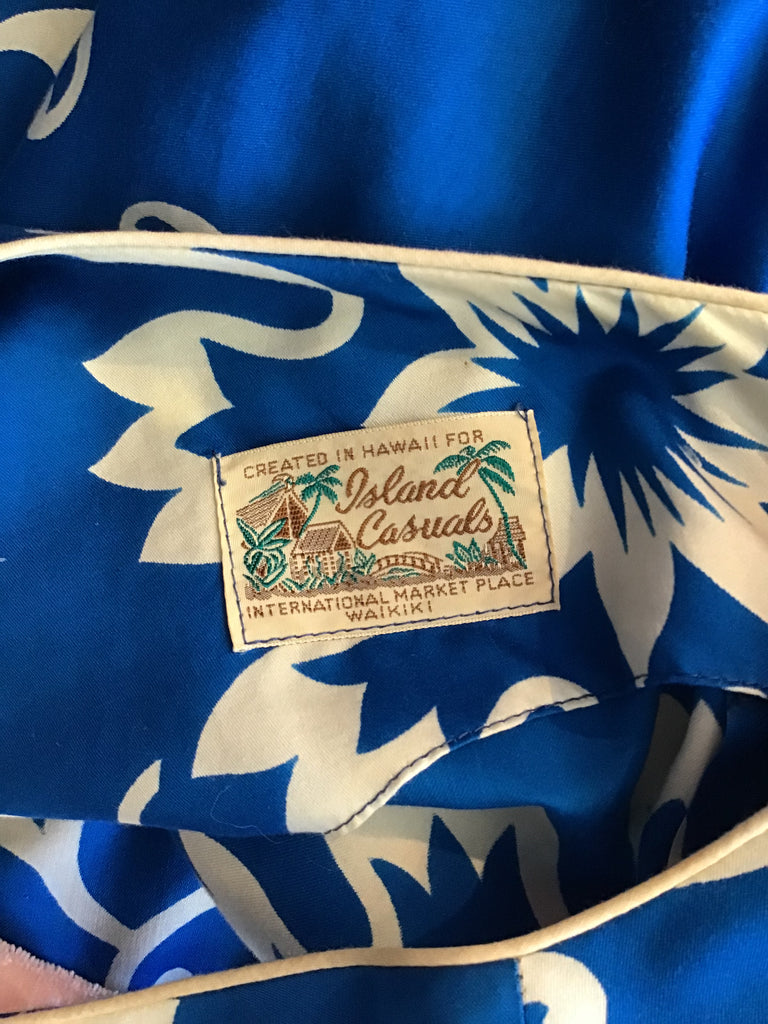 CREATED IN HAWAII FOR
Island
Casuals
INTERNATIONAL MARKET PLACE
WAIKIKI